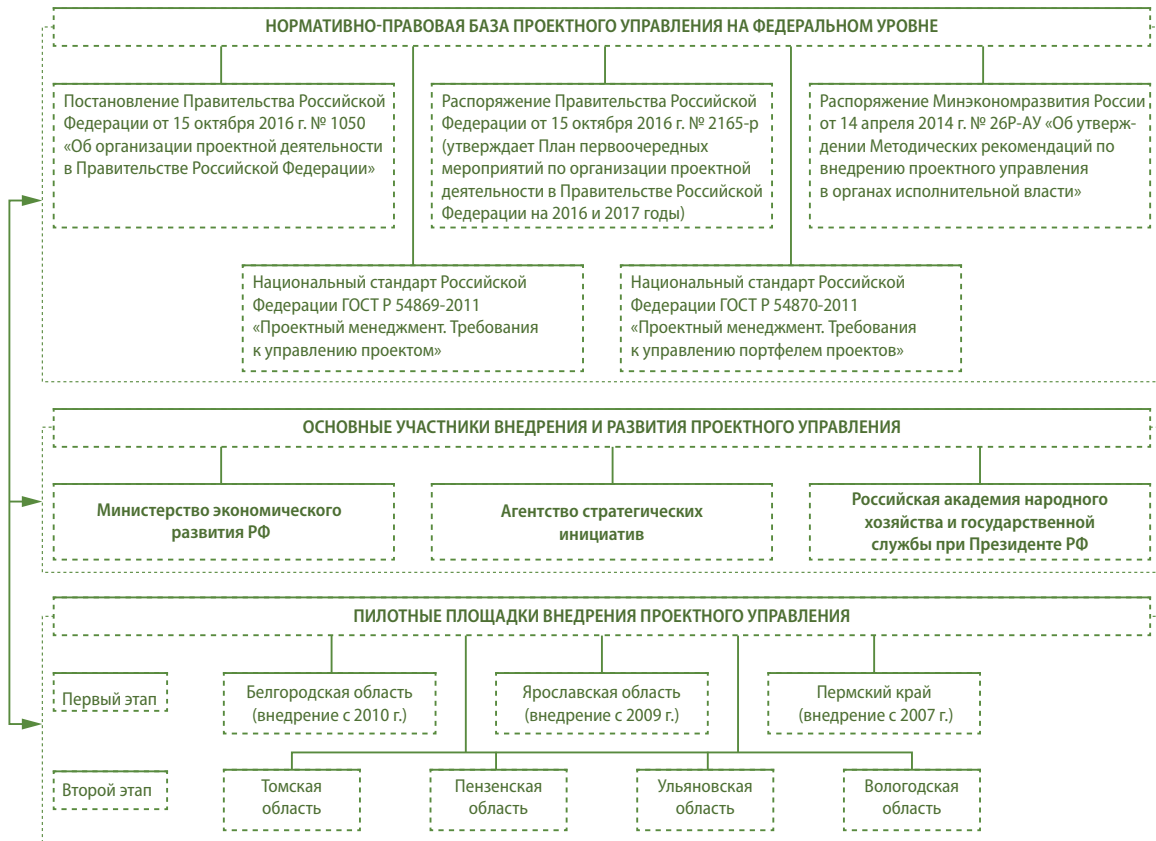 НОРМАТИВНО-ПРАВОВАЯ БАЗА ПРОЕКТНОГО УПРАВЛЕНИЯ НА ФЕДЕРАЛЬНОМ УРОВНЕ
Постановление Правительства Российской
Федерации от 15 октября 2016 г. № 1050
«Об организации проектной деятельности
в Правительстве Российской Федерации»
Распоряжение Правительства Российской
Федерации от 15 октября 2016 г. № 2165-р
(утверждает План первоочередных
мероприятий по организации проектной
деятельности в Правительстве Российской
Федерации на 2016 и 2017 годы)
Распоряжение Минэкономразвития России
от 14 апреля 2014 г. № 26Р-АУ «Об утверж-
дении Методических рекомендаций по
внедрению проектного управления
в органах исполнительной власти»
Национальный стандарт Российской
Федерации ГОСТ Р 54869-2011
«Проектный менеджмент. Требования
к управлению проектом»
Национальный стандарт Российской
Федерации ГОСТ Р 54870-2011
«Проектный менеджмент. Требования
к управлению портфелем проектов»
ОСНОВНЫЕ УЧАСТНИКИ ВНЕДРЕНИЯ И РАЗВИТИЯ ПРОЕКТНОГО УПРАВЛЕНИЯ
Министерство экономического
развития РФ
Агентство стратегических
инициатив
Российская академия народного
хозяйства и государственной
службы при Президенте РФ
ПИЛОТНЫЕ ПЛОЩАДКИ ВНЕДРЕНИЯ ПРОЕКТНОГО УПРАВЛЕНИЯ
Первый этап
Белгородская область
(внедрение с 2010 г.)
Ярославская область
(внедрение с 2009 г.)
Пермский край
(внедрение с 2007 г.)
Второй этап
Томская
область
Пензенская
область
Ульяновская
область
Вологодская
область